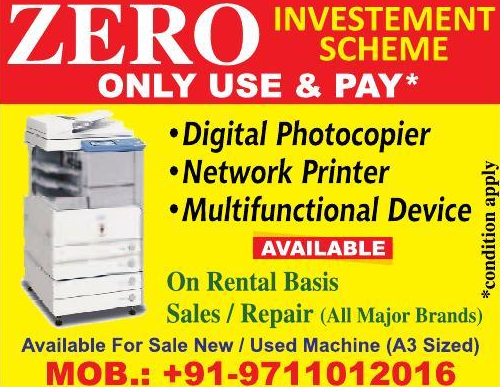 ZERO INVESTEMENT
SCHEME
ONLY USE & PAY*
•Digital Photocopier
•Network Printer
•Multifunctional Device
AVAILABLE
*condition apply
On Rental Basis
Sales / Repair (All Major Brands)
Available For Sale New / Used Machine (A3 Sized)
MOB.: +91-9711012016